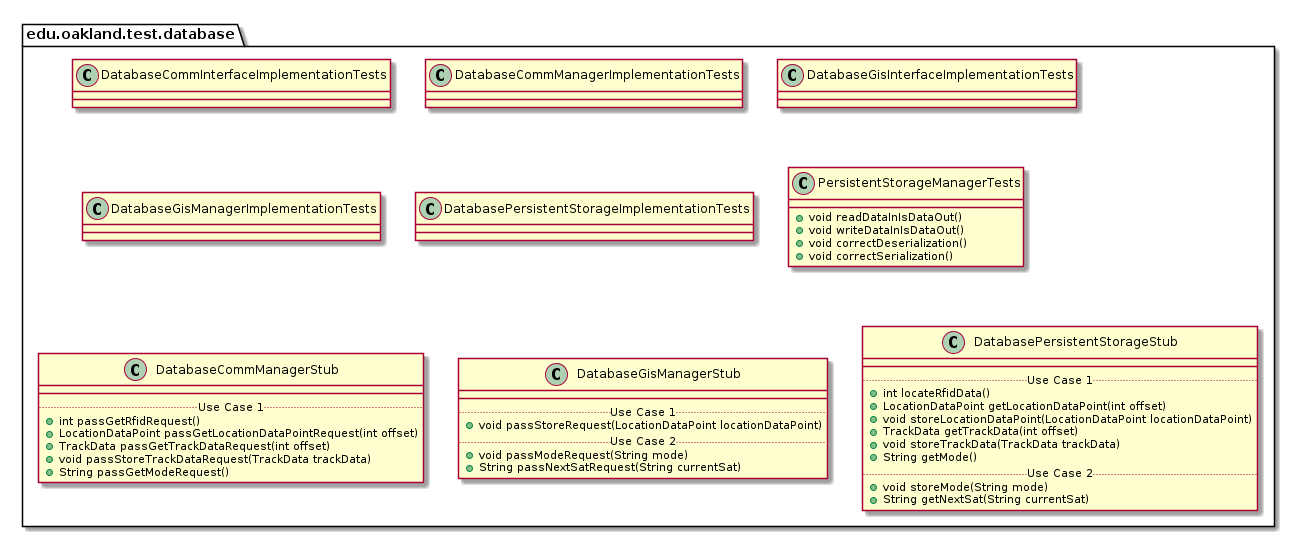 edu.oakland.test.database
C DatabaseCommInterfaceImplementationTests
C DatabaseCommManagerImplementationTests
C DatabaseGisInterfaceImplementationTests
C DatabaseGisManagerImplementationTests
C DatabasePersistentStorageImplementationTests
C PersistentStorageManagerTests
void readDataInIsDataOut()
void writeDataInIsDataOut()
void correctDeserialization()
void correctSerialization()
C DatabaseCommManagerStub
Use Case 1
int passGetRfidRequest()
LocationDataPoint passGetLocationDataPointRequest(int offset)
TrackData passGetTrackDataRequest(int offset)
void passStoreTrackDataRequest(TrackData trackData)
String passGetModeRequest()
C DatabaseGisManagerStub
Use Case 1
void passStoreRequest(LocationDataPoint locationDataPoint)
Use Case 2
void passModeRequest(String mode)
String passNextSatRequest(String currentSat)
C DatabasePersistentStorageStub
Use Case 1
int locateRfidData()
LocationDataPoint getLocationDataPoint(int offset)
void storeLocationDataPoint(LocationDataPoint locationDataPoint)
TrackData getTrackData(int offset)
void storeTrackData(TrackData trackData)
String getMode()
Use Case 2
void storeMode(String mode)
String getNextSat(String currentSat)